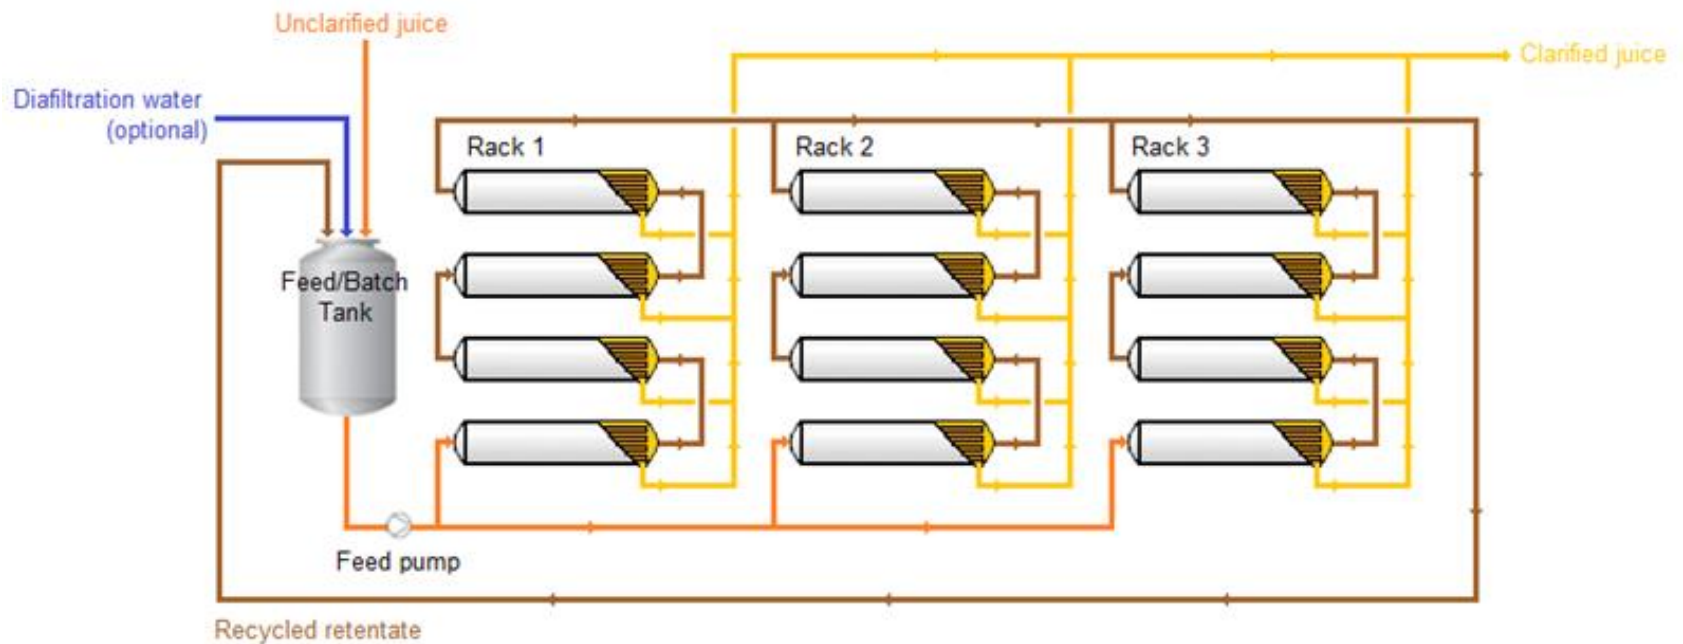 Unclarified juice
Clarified juice
Diafiltration water
(optional)
Rack 1
Rack 2
Rack 3
Feed/Batch
Tank
Feed pump
Recycled retentate